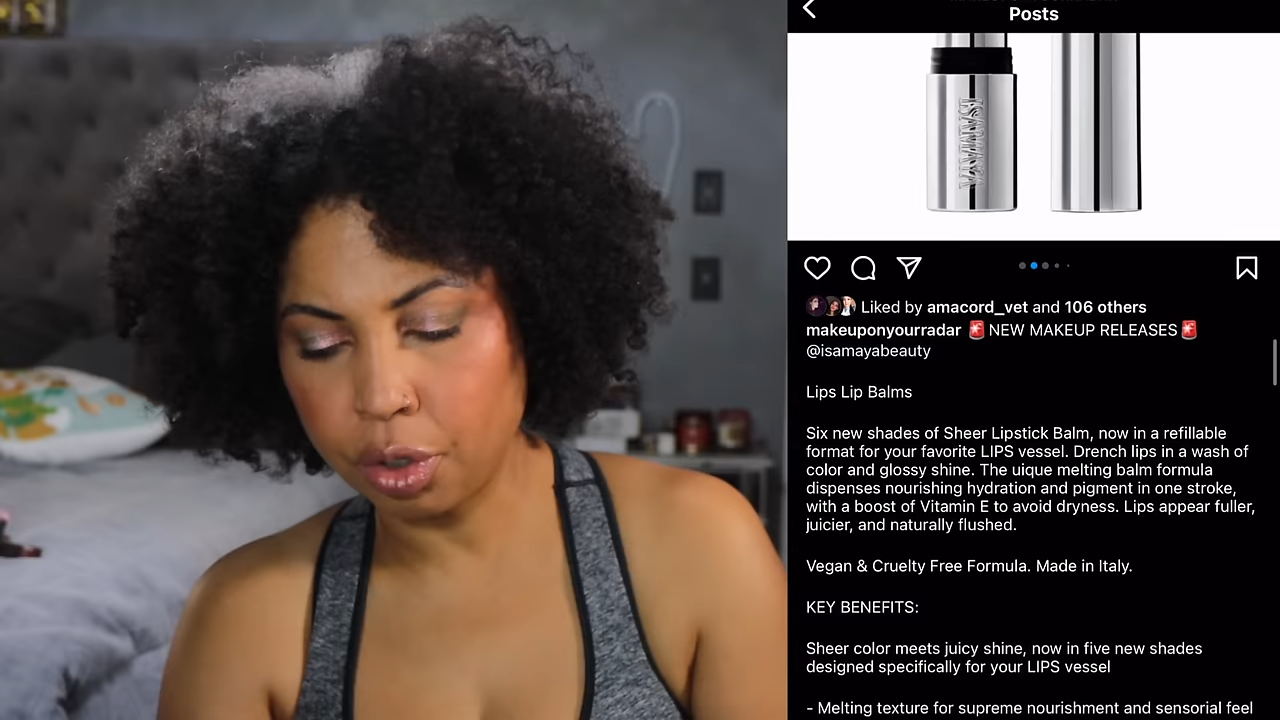 Posts
ISAMAYA
Liked by amacord_vet and 106 others
makeuponyourradar 🚨NEW MAKEUP RELEASES🚨
@isamayabeauty
Lips Lip Balms
Six new shades of Sheer Lipstick Balm, now in a refillable
format for your favorite LIPS vessel. Drench lips in a wash of
color and glossy shine. The uique melting balm formula
dispenses nourishing hydration and pigment in one stroke,
with a boost of Vitamin E to avoid dryness. Lips appear fuller,
juicier, and naturally flushed.
Vegan & Cruelty Free Formula. Made in Italy.
KEY BENEFITS:
Sheer color meets juicy shine, now in five new shades
designed specifically for your LIPS vessel
- Melting texture for supreme nourishment and sensorial feel